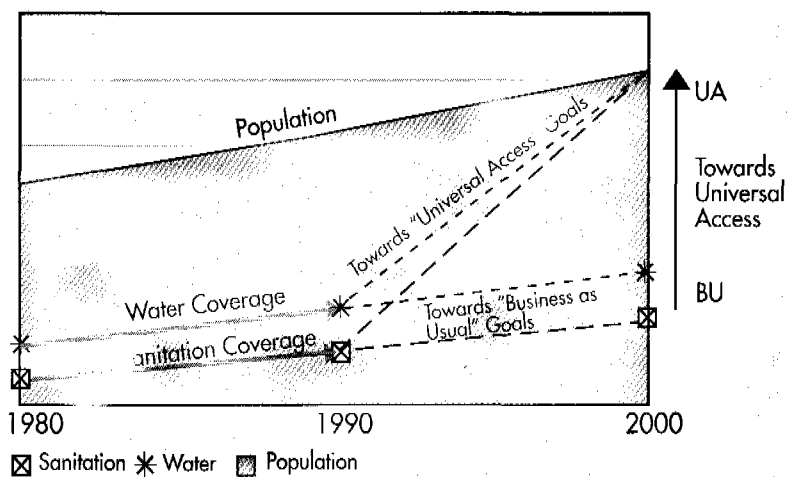 Population
Towards "Universal Access" Goals
UA
Towards
Universal
Access
BU
Water Coverage
Towards "Business as
Usual" Goals
anitation Coverage
1980
1990
2000
Sanitation
Water
Population